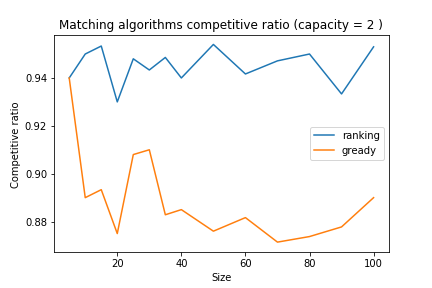 Matching algorithms competitive ratio (capacity = 2 )
Competitive ratio
0.94
0.92
0.90
0.88
20
40
60
80
100
Size
ranking
gready